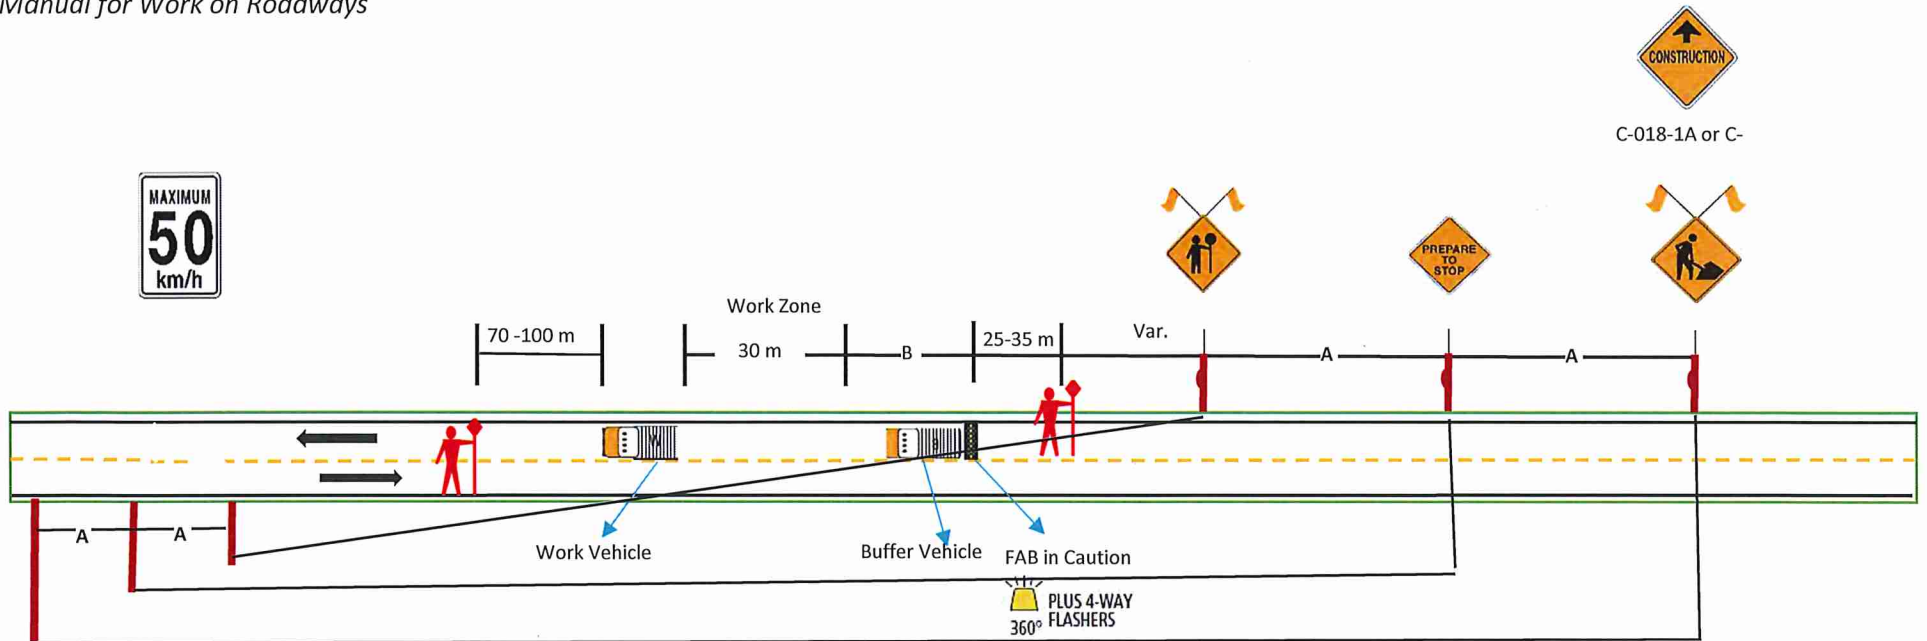 Manual for Work on Roadways
CONSTRUCTION
C-018-1A or C-
MAXIMUM
50
km/h
PREPARE
TO
STOP
Work Zone
70 -100 m
30 m
B
25-35 m
Var.
A
A
W
B
A
A
Work Vehicle
Buffer Vehicle
FAB in Caution
360°
PLUS 4-WAY
FLASHERS